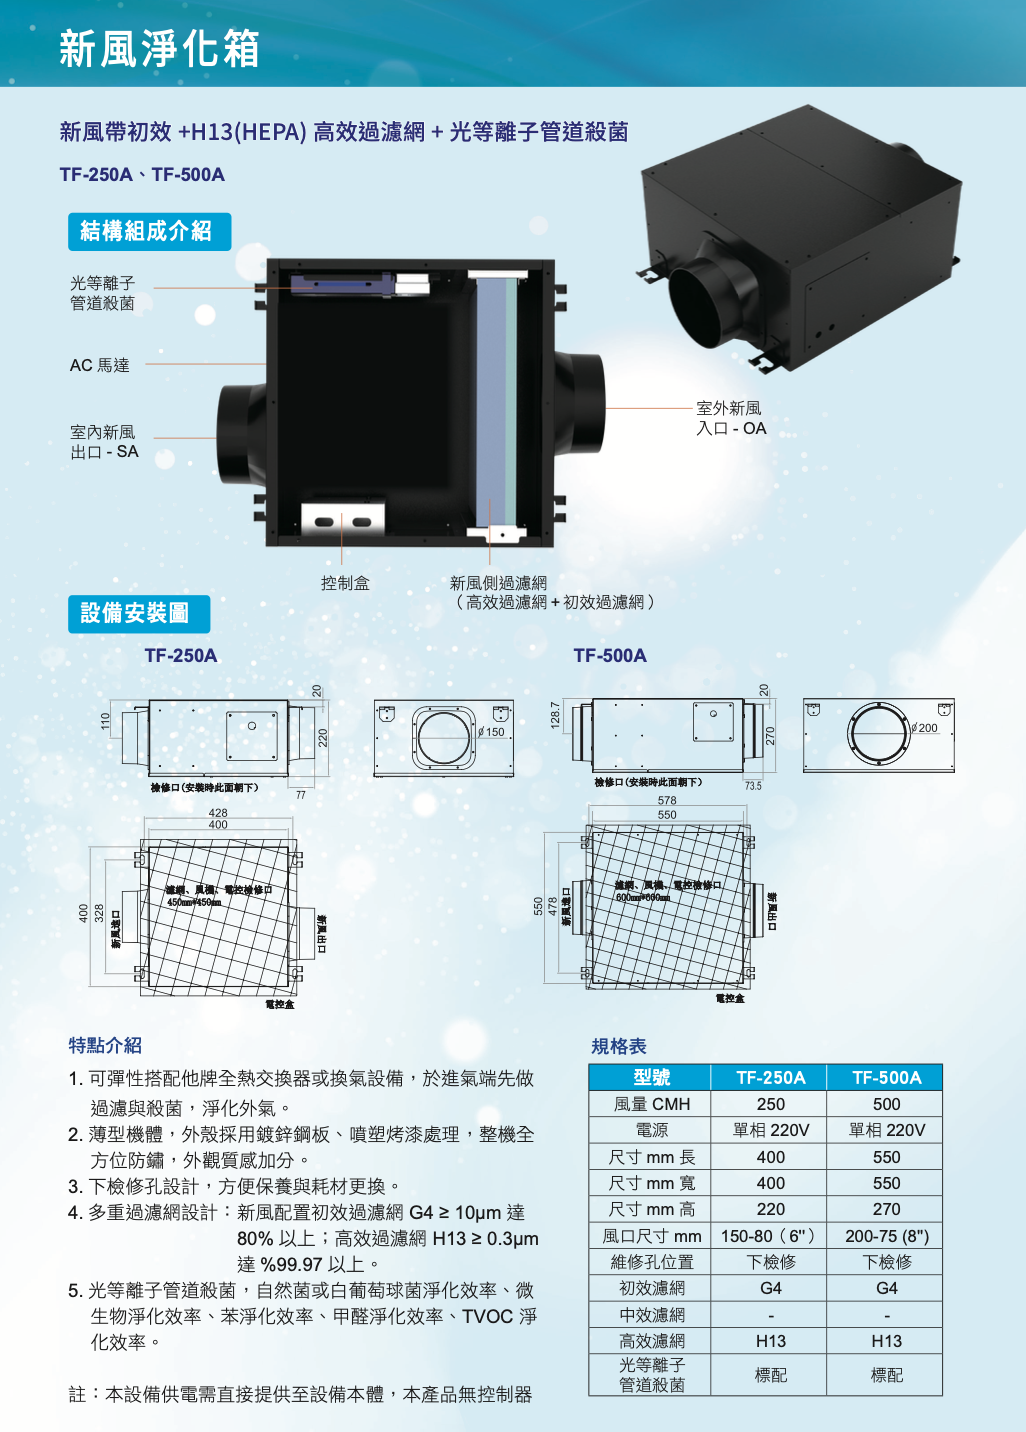 新風淨化箱
新風帶初效 +H13(HEPA) 高效過濾網 + 光等離子管道殺菌
TF-250A、TF-500A
結構組成介紹
光等離子
管道殺菌
AC 馬達
室內新風
出口 - SA
室外新風
入口 - OA
控制盒
新風側過濾網
（高效過濾網 + 初效過濾網）
設備安裝圖
TF-250A
TF-500A
110
20
220
77
檢修口(安裝時此面朝下)
ø150
128.7
20
270
73.5
檢修口(安裝時此面朝下)
ø200
428
400
400
328
新風進口
濾網、風機、電控檢修口
450mm*450mm
新風出口
電控盒
578
550
550
478
新風進口
濾網、風機、電控檢修口
600mm*600mm
新風出口
電控盒
特點介紹
1. 可彈性搭配他牌全熱交換器或換氣設備，於進氣端先做
過濾與殺菌，淨化外氣。
2. 薄型機體，外殼採用鍍鋅鋼板、噴塑烤漆處理，整機全
方位防鏽，外觀質感加分。
3. 下檢修孔設計，方便保養與耗材更換。
4. 多重過濾網設計：新風配置初效過濾網 G4 ≥ 10µm 達
80% 以上；高效過濾網 H13 ≥ 0.3µm
達 %99.97 以上。
5. 光等離子管道殺菌，自然菌或白葡萄球菌淨化效率、微
生物淨化效率、苯淨化效率、甲醛淨化效率、TVOC 淨
化效率。
註：本設備供電需直接提供至設備本體，本產品無控制器
規格表
型號 TF-250A TF-500A
風量 CMH 250 500
電源 單相 220V 單相 220V
尺寸 mm 長 400 550
尺寸 mm 寬 400 550
尺寸 mm 高 220 270
風口尺寸 mm 150-80（6"） 200-75 (8")
維修孔位置 下檢修 下檢修
初效濾網 G4 G4
中效濾網 - -
高效濾網 H13 H13
光等離子
管道殺菌 標配 標配